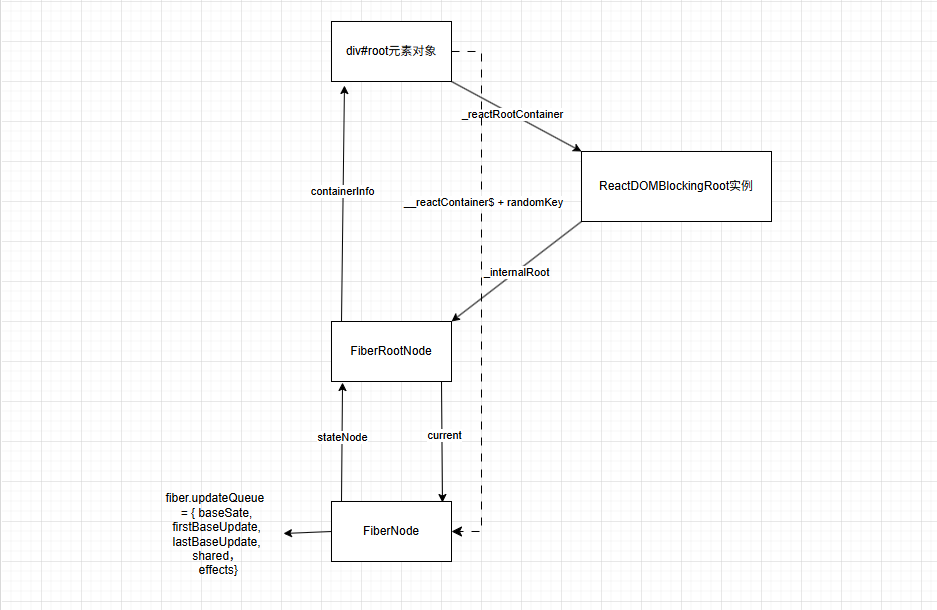 div#root元素对象
_reactRootContainer
ReactDOMBlockingRoot实例
containerInfo
__reactContainer$ + randomKey
_internalRoot
FiberRootNode
stateNode
current
fiber.updateQueue
= { baseSate,
firstBaseUpdate,
lastBaseUpdate,
shared，
effects}
FiberNode